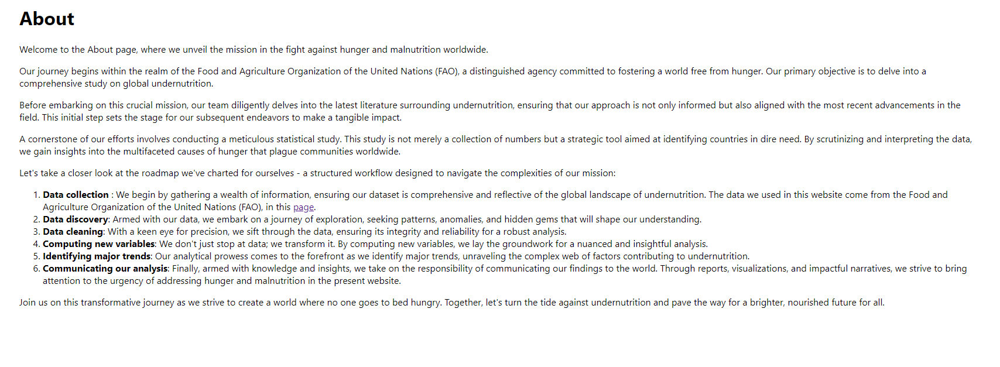 About
Welcome to the About page, where we unveil the mission in the fight against hunger and malnutrition worldwide.
Our journey begins within the realm of the Food and Agriculture Organization of the United Nations (FAO), a distinguished agency committed to fostering a world free from hunger. Our primary objective is to delve into a
comprehensive study on global undernutrition.
Before embarking on this crucial mission, our team diligently delves into the latest literature surrounding undernutrition, ensuring that our approach is not only informed but also aligned with the most recent advancements in the
field. This initial step sets the stage for our subsequent endeavors to make a tangible impact.
A cornerstone of our efforts involves conducting a meticulous statistical study. This study is not merely a collection of numbers but a strategic tool aimed at identifying countries in dire need. By scrutinizing and interpreting the data,
we gain insights into the multifaceted causes of hunger that plague communities worldwide.
Let's take a closer look at the roadmap we've charted for ourselves - a structured workflow designed to navigate the complexities of our mission:
1. Data collection : We begin by gathering a wealth of information, ensuring our dataset is comprehensive and reflective of the global landscape of undernutrition. The data we used in this website come from the Food and
Agriculture Organization of the United Nations (FAO), in this page.
2. Data discovery: Armed with our data, we embark on a journey of exploration, seeking patterns, anomalies, and hidden gems that will shape our understanding.
3. Data cleaning: With a keen eye for precision, we sift through the data, ensuring its integrity and reliability for a robust analysis.
4. Computing new variables: We don't just stop at data; we transform it. By computing new variables, we lay the groundwork for a nuanced and insightful analysis.
5. Identifying major trends: Our analytical prowess comes to the forefront as we identify major trends, unraveling the complex web of factors contributing to undernutrition.
6. Communicating our analysis: Finally, armed with knowledge and insights, we take on the responsibility of communicating our findings to the world. Through reports, visualizations, and impactful narratives, we strive to bring
attention to the urgency of addressing hunger and malnutrition in the present website.
Join us on this transformative journey as we strive to create a world where no one goes to bed hungry. Together, let's turn the tide against undernutrition and pave the way for a brighter, nourished future for all.